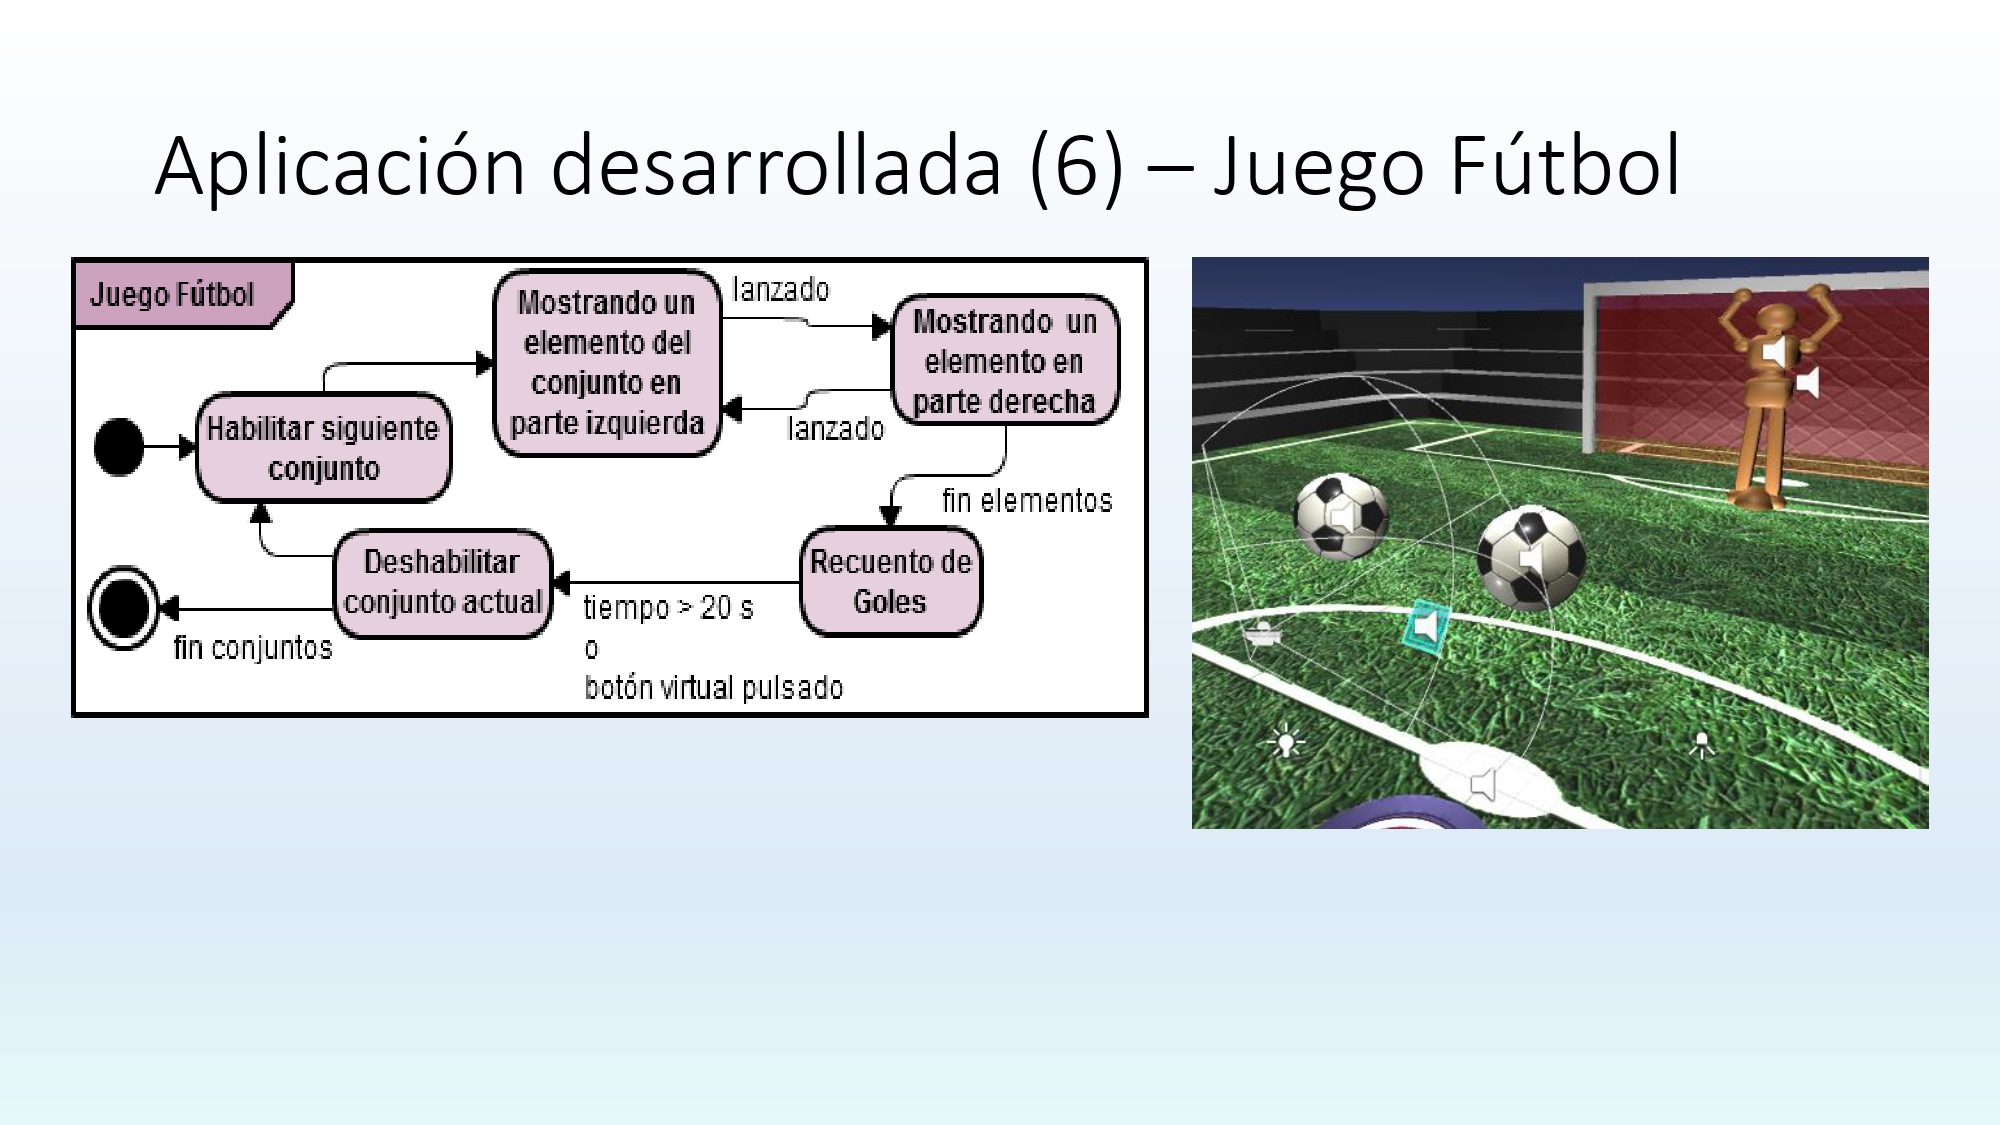 Aplicación desarrollada (6) – Juego Fútbol
Juego Fútbol
Mostrando un
elemento del
conjunto en
parte izquierda
lanzado
Mostrando un
elemento en
parte derecha
lanzado
Habilitar siguiente
conjunto
fin elementos
Deshabilitar
conjunto actual
Recuento de
Goles
tiempo > 20 s
o
botón virtual pulsado
fin conjuntos